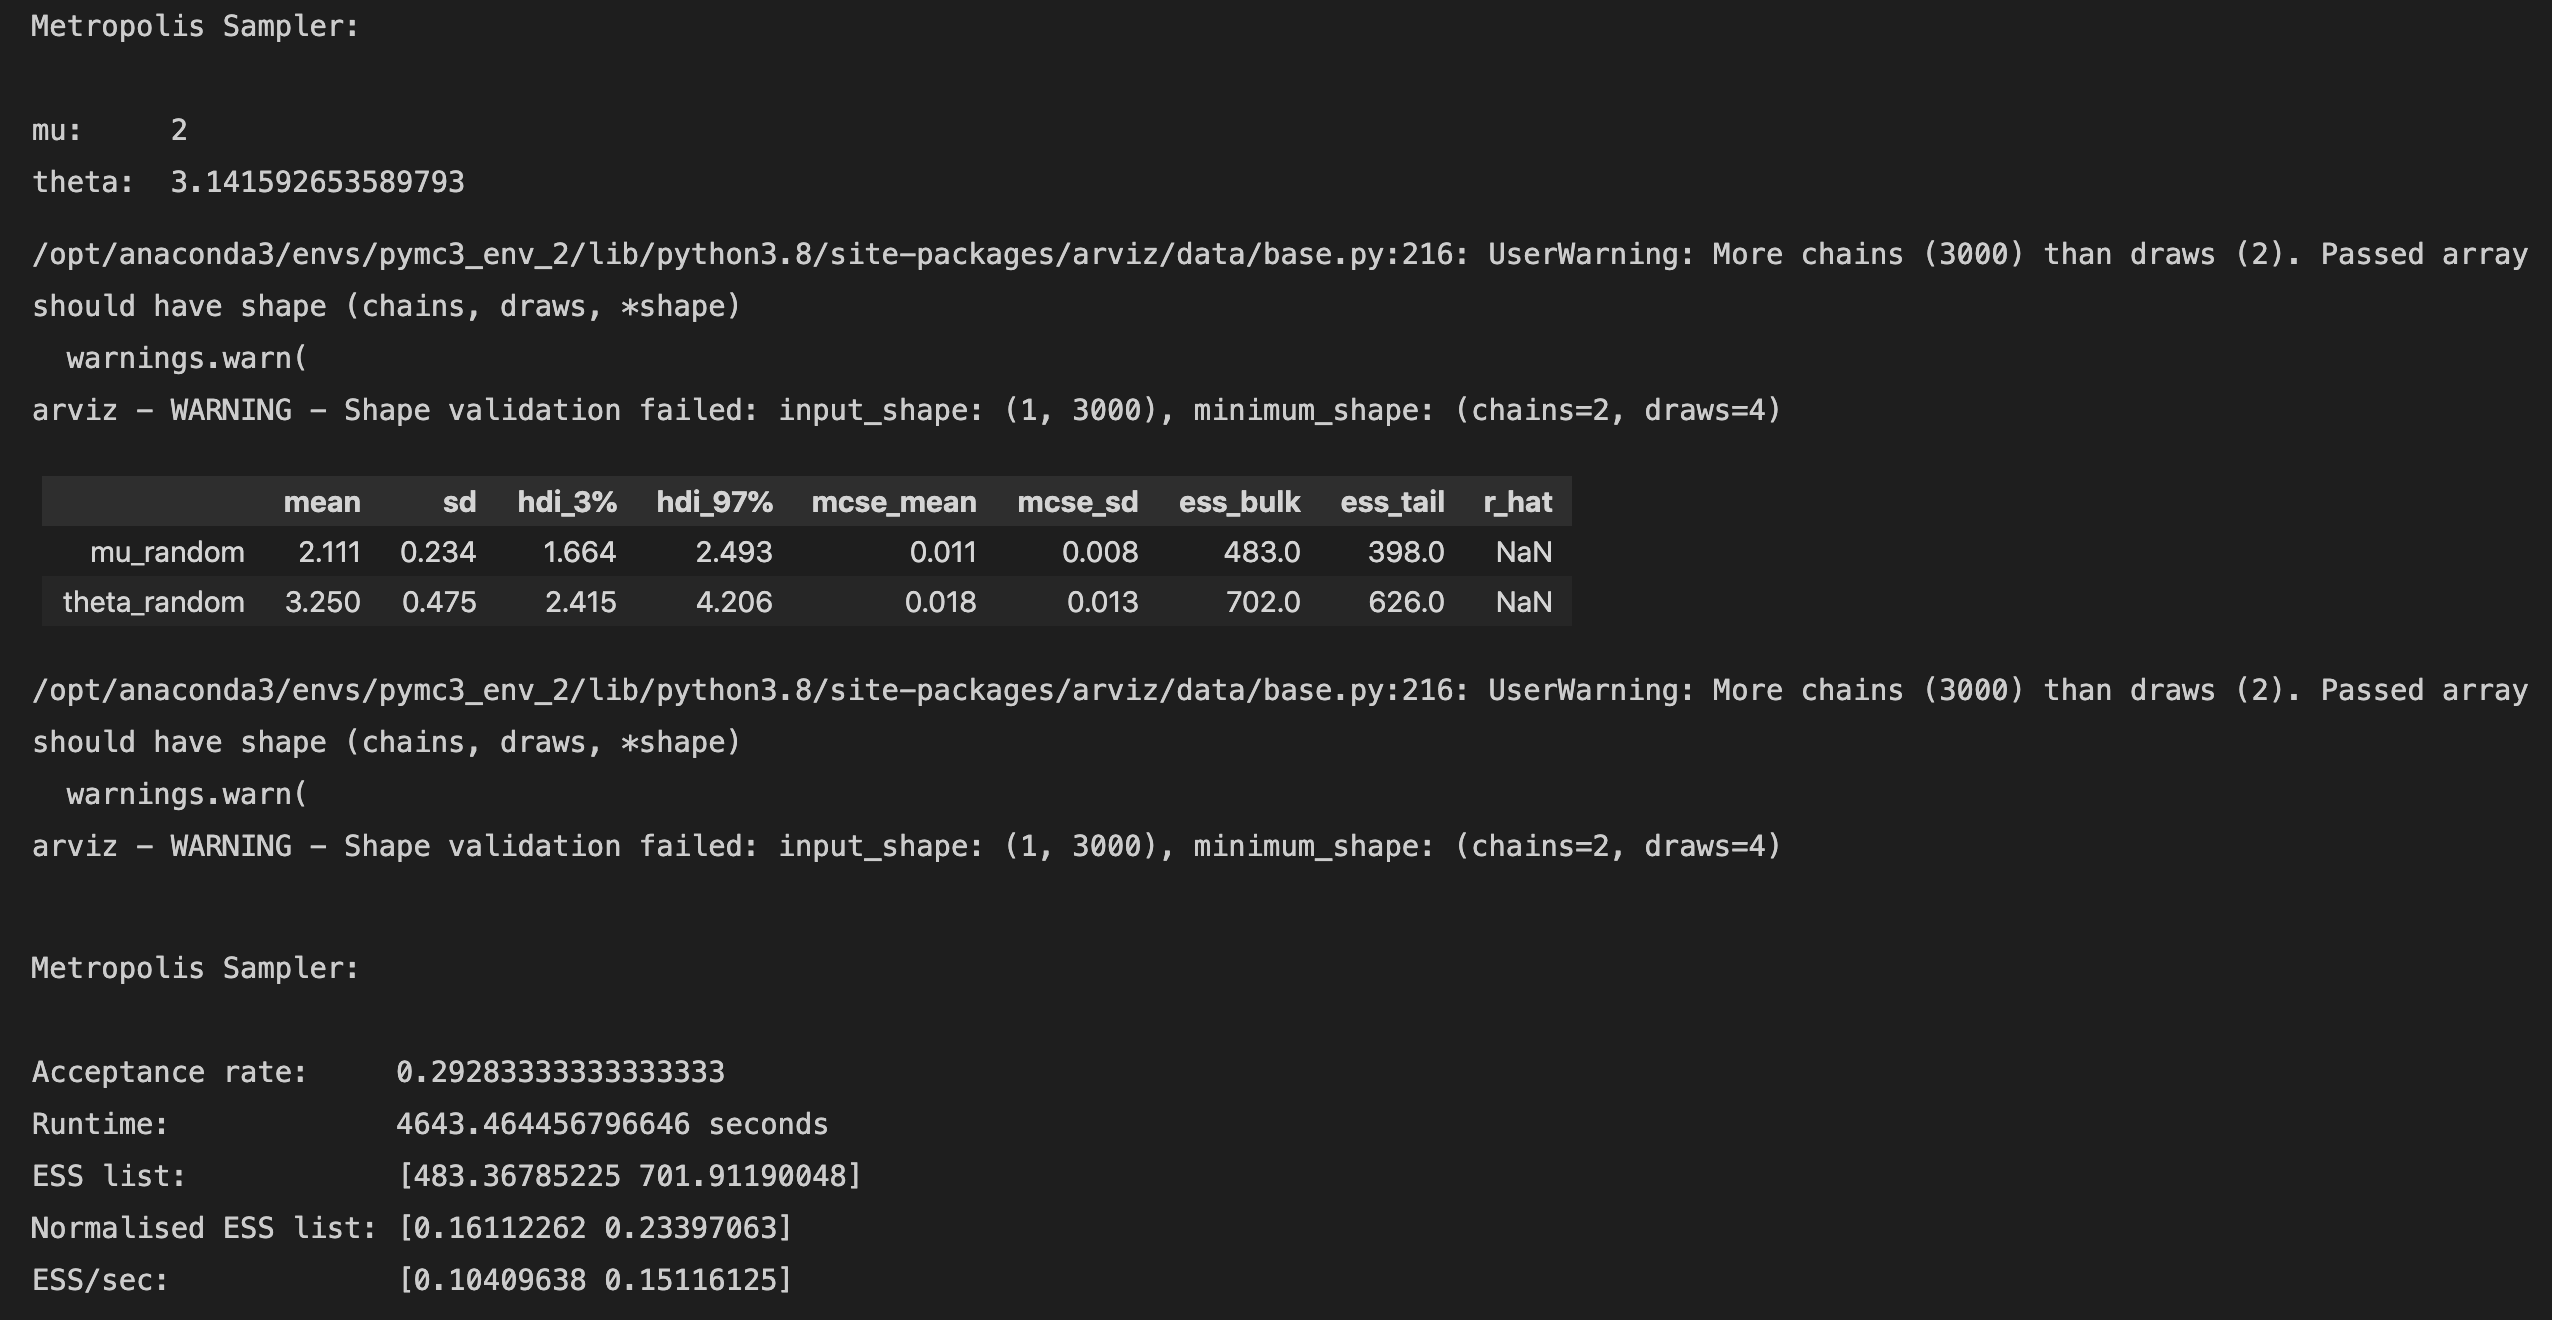 Metropolis Sampler:
mu:     2
theta:  3.141592653589793
/opt/anaconda3/envs/pymc3_env_2/lib/python3.8/site-packages/arviz/data/base.py:216: UserWarning: More chains (3000) than draws (2). Passed array
should have shape (chains, draws, *shape)
  warnings.warn(
arviz - WARNING - Shape validation failed: input_shape: (1, 3000), minimum_shape: (chains=2, draws=4)
mean sd hdi_3% hdi_97% mcse_mean mcse_sd ess_bulk ess_tail r_hat
mu_random 2.111 0.234 1.664 2.493 0.011 0.008 483.0 398.0 NaN
theta_random 3.250 0.475 2.415 4.206 0.018 0.013 702.0 626.0 NaN
/opt/anaconda3/envs/pymc3_env_2/lib/python3.8/site-packages/arviz/data/base.py:216: UserWarning: More chains (3000) than draws (2). Passed array
should have shape (chains, draws, *shape)
  warnings.warn(
arviz - WARNING - Shape validation failed: input_shape: (1, 3000), minimum_shape: (chains=2, draws=4)
Metropolis Sampler:
Acceptance rate:     0.29283333333333333
Runtime:             4643.464456796646 seconds
ESS list:            [483.36785225 701.91190048]
Normalised ESS list: [0.16112262 0.23397063]
ESS/sec:             [0.10409638 0.15116125]